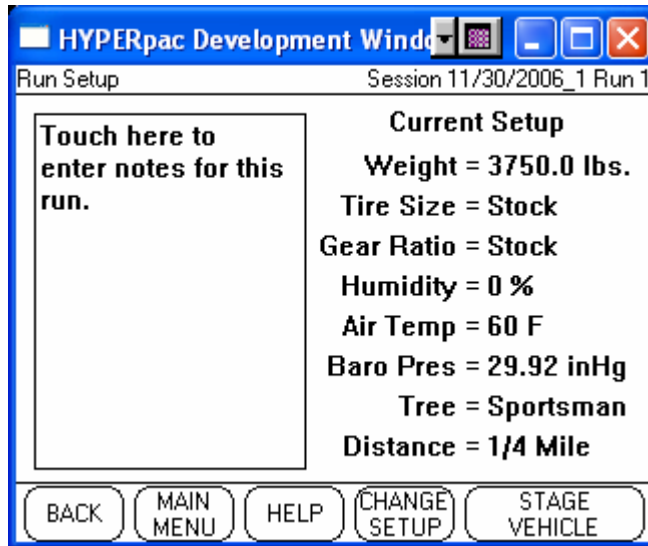 HYPERpac Development Windo
Run Setup
Session 11/30/2006_1 Run 1
Touch here to
enter notes for this
run.
Current Setup
Weight = 3750.0 lbs.
Tire Size = Stock
Gear Ratio = Stock
Humidity = 0 %
Air Temp = 60 F
Baro Pres = 29.92 inHg
Tree = Sportsman
Distance = 1/4 Mile
BACK
MAIN
MENU
HELP
CHANGE
SETUP
STAGE
VEHICLE